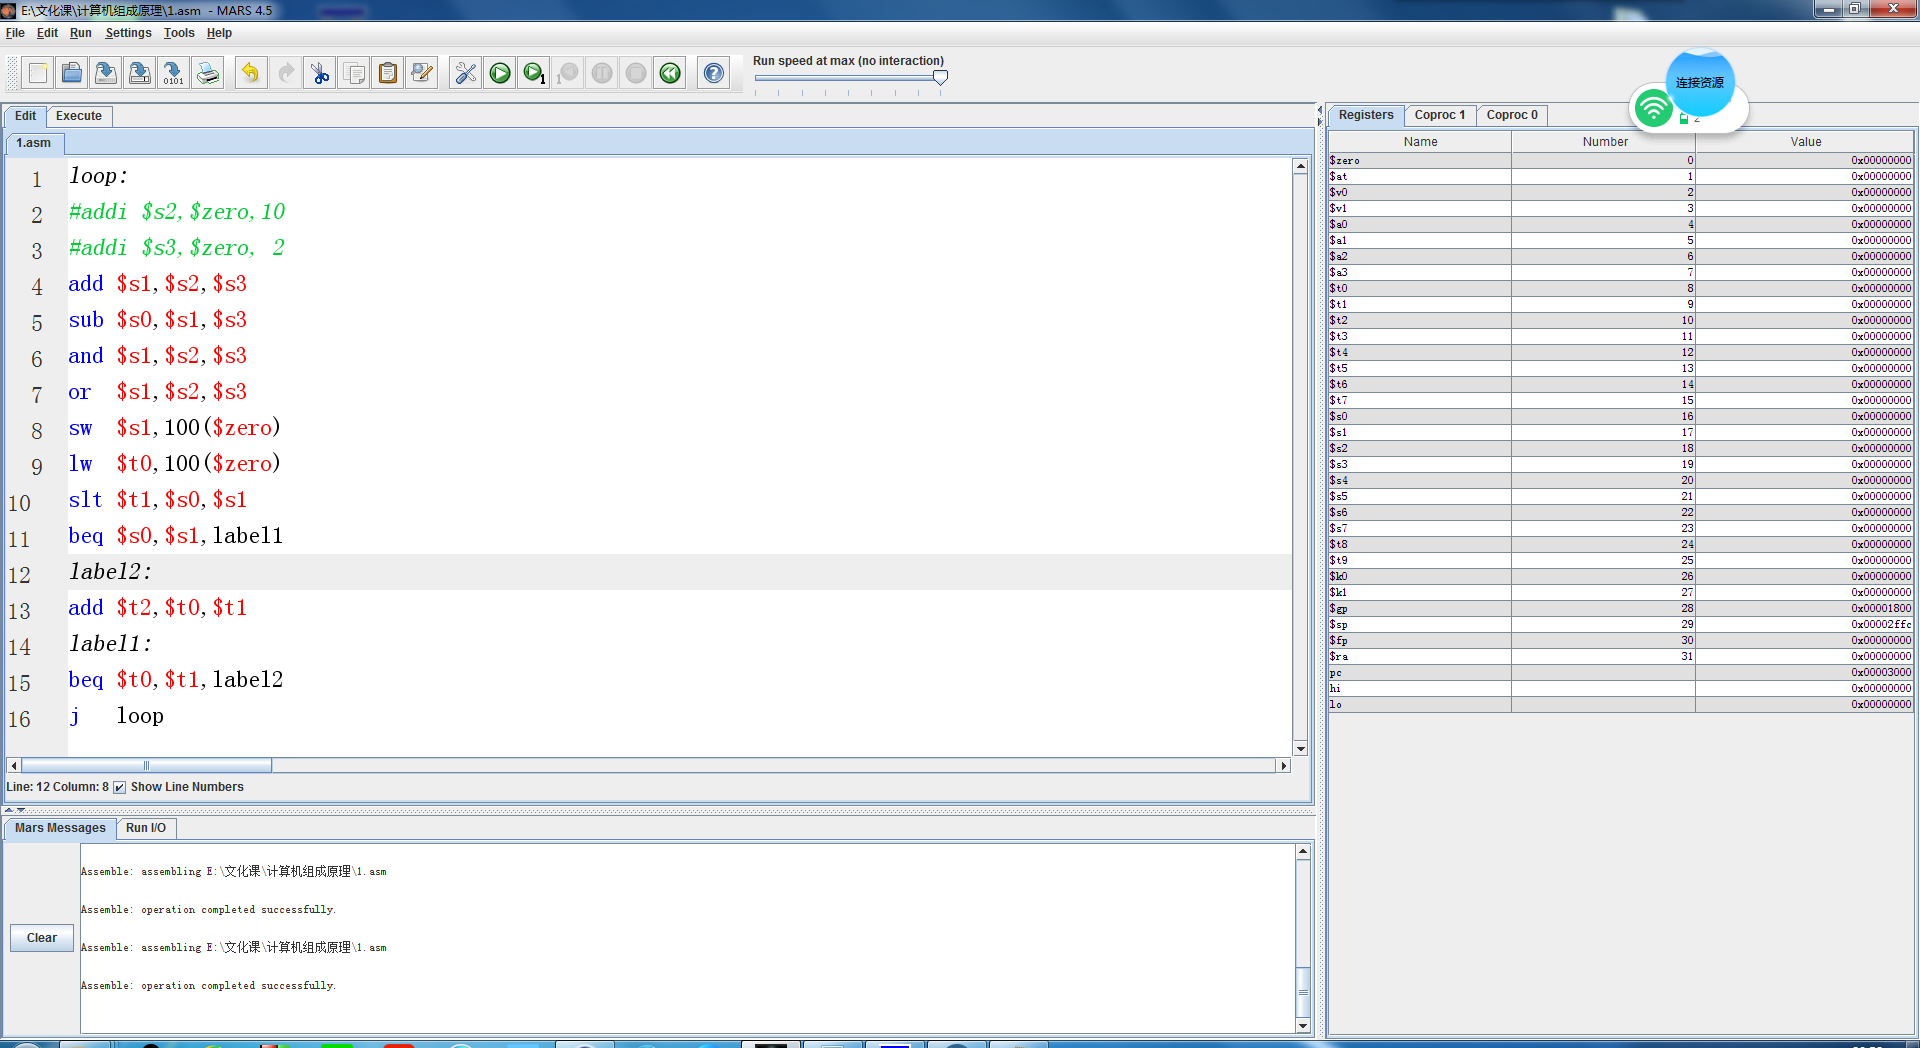 E:\文化课\计算机组成原理\1.asm - MARS 4.5
File Edit Run Settings Tools Help
Run speed at max (no interaction)
连接资源
2
Edit Execute
1.asm
1 loop:
2 #addi $s2,$zero,10
3 #addi $s3,$zero, 2
4 add $s1,$s2,$s3
5 sub $s0,$s1,$s3
6 and $s1,$s2,$s3
7 or $s1,$s2,$s3
8 sw $s1,100($zero)
9 lw $t0,100($zero)
10 slt $t1,$s0,$s1
11 beq $s0,$s1,label1
12 label2:
13 add $t2,$t0,$t1
14 label1:
15 beq $t0,$t1,label2
16 j loop
Line: 12 Column: 8 Show Line Numbers
Mars Messages Run I/O
Clear
Assemble: assembling E:\文化课\计算机组成原理\1.asm
Assemble: operation completed successfully.
Assemble: assembling E:\文化课\计算机组成原理\1.asm
Assemble: operation completed successfully.
Registers Coproc 1 Coproc 0
Name Number Value
$zero 0 0x00000000
$at 1 0x00000000
$v0 2 0x00000000
$v1 3 0x00000000
$a0 4 0x00000000
$a1 5 0x00000000
$a2 6 0x00000000
$a3 7 0x00000000
$t0 8 0x00000000
$t1 9 0x00000000
$t2 10 0x00000000
$t3 11 0x00000000
$t4 12 0x00000000
$t5 13 0x00000000
$t6 14 0x00000000
$t7 15 0x00000000
$s0 16 0x00000000
$s1 17 0x00000000
$s2 18 0x00000000
$s3 19 0x00000000
$s4 20 0x00000000
$s5 21 0x00000000
$s6 22 0x00000000
$s7 23 0x00000000
$t8 24 0x00000000
$t9 25 0x00000000
$k0 26 0x00000000
$k1 27 0x00000000
$gp 28 0x00001800
$sp 29 0x00002ffc
$fp 30 0x00000000
$ra 31 0x00000000
pc 0x00003000
hi 0x00000000
lo 0x00000000